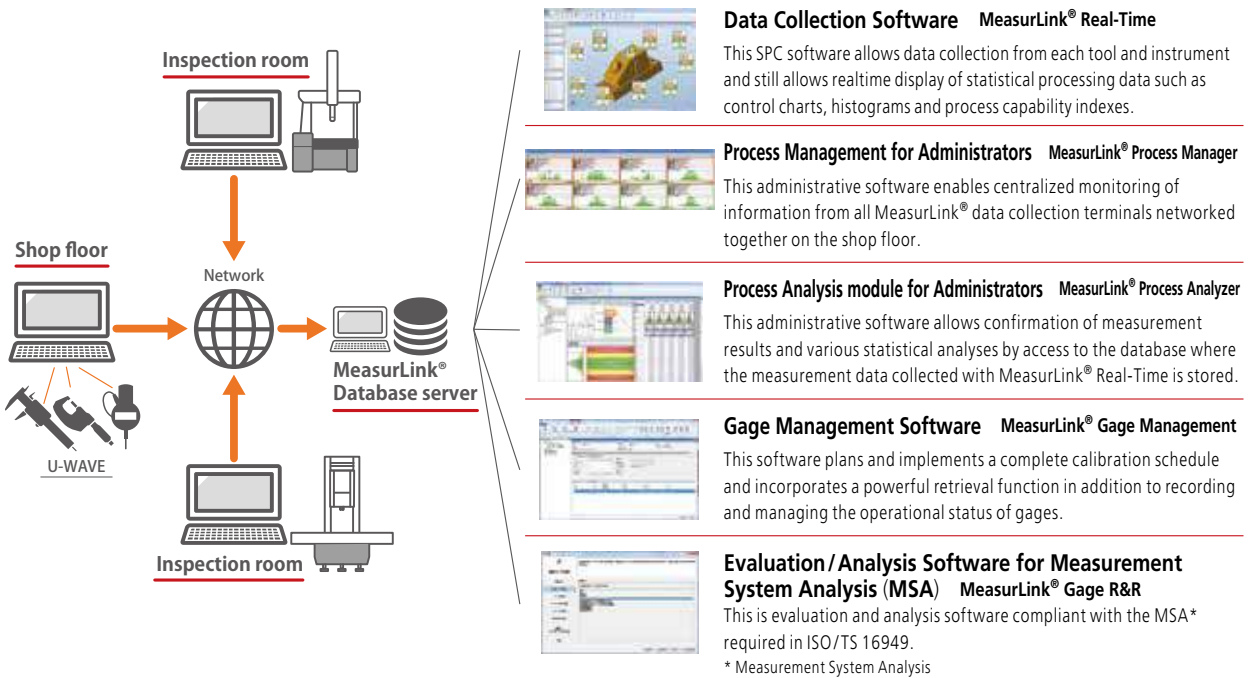 Inspection room
Shop floor
Network
U-WAVE
MeasurLink®
Database server
Inspection room
Data Collection Software MeasurLink® Real-Time
This SPC software allows data collection from each tool and instrument
and still allows realtime display of statistical processing data such as
control charts, histograms and process capability indexes.
Process Management for Administrators MeasurLink® Process Manager
This administrative software enables centralized monitoring of
information from all MeasurLink® data collection terminals networked
together on the shop floor.
Process Analysis module for Administrators MeasurLink® Process Analyzer
This administrative software allows confirmation of measurement
results and various statistical analyses by access to the database where
the measurement data collected with MeasurLink® Real-Time is stored.
Gage Management Software MeasurLink® Gage Management
This software plans and implements a complete calibration schedule
and incorporates a powerful retrieval function in addition to recording
and managing the operational status of gages.
Evaluation/Analysis Software for Measurement
System Analysis (MSA) MeasurLink® Gage R&R
This is evaluation and analysis software compliant with the MSA*
required in ISO/TS 16949.
* Measurement System Analysis